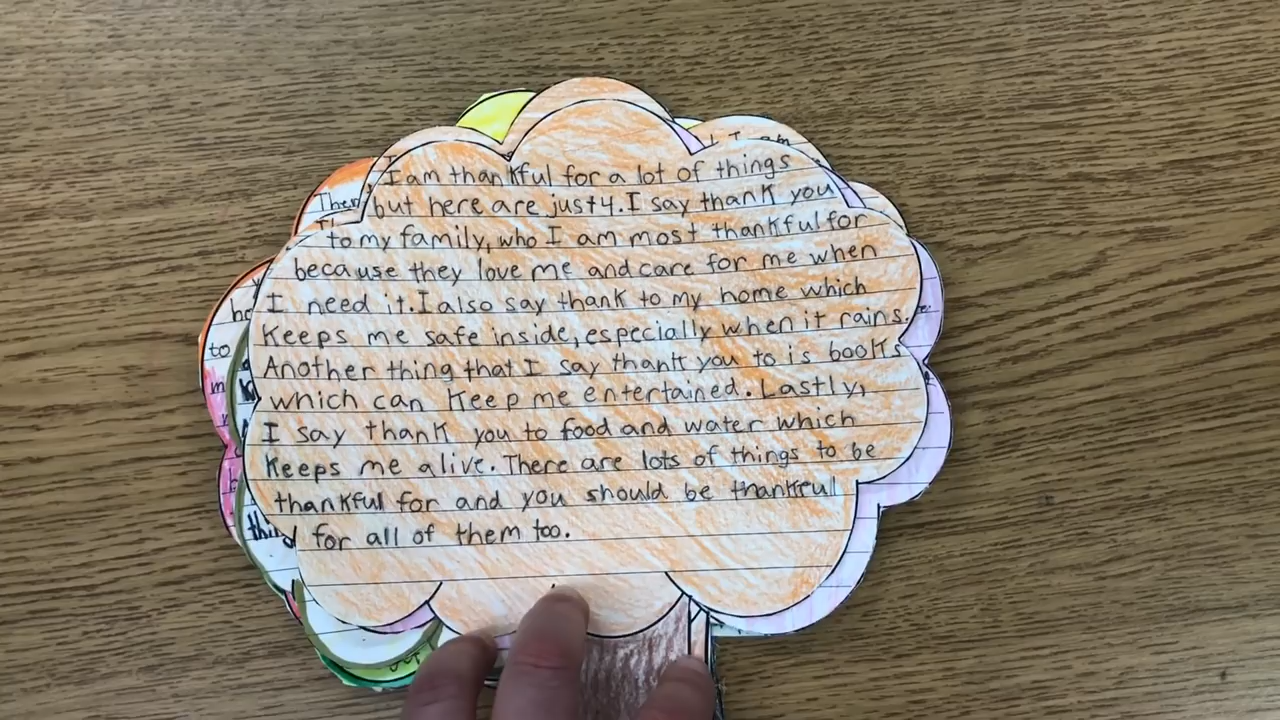 I am thankful for a lot of things
but here are just 4. I say thank you
to my family, who I am most thankful for
because they love me and care for me when
I need it. I also say thank to my home which
Keeps me safe inside, especially when it rains.
Another thing that I say thank you to is books
which can keep me entertained. Lastly,
I say thank you to food and water which
Keeps me alive. There are lots of things to be
thankful for and you should be thankful
for all of them too.
I am
Ther
to
m